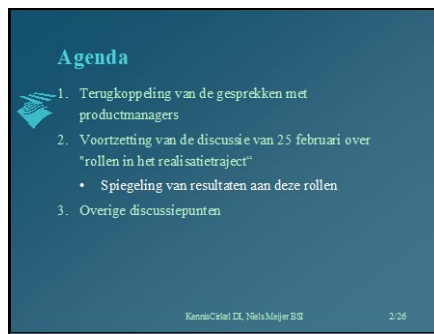 Agenda
1. Terugkoppeling van de gesprekken met
productmanagers
2. Voortzetting van de discussie van 25 februari over
"rollen in het realisatietraject“
• Spiegeling van resultaten aan deze rollen
3. Overige discussiepunten
KennisCirkel DI, Niels Meijer BSI
2/26